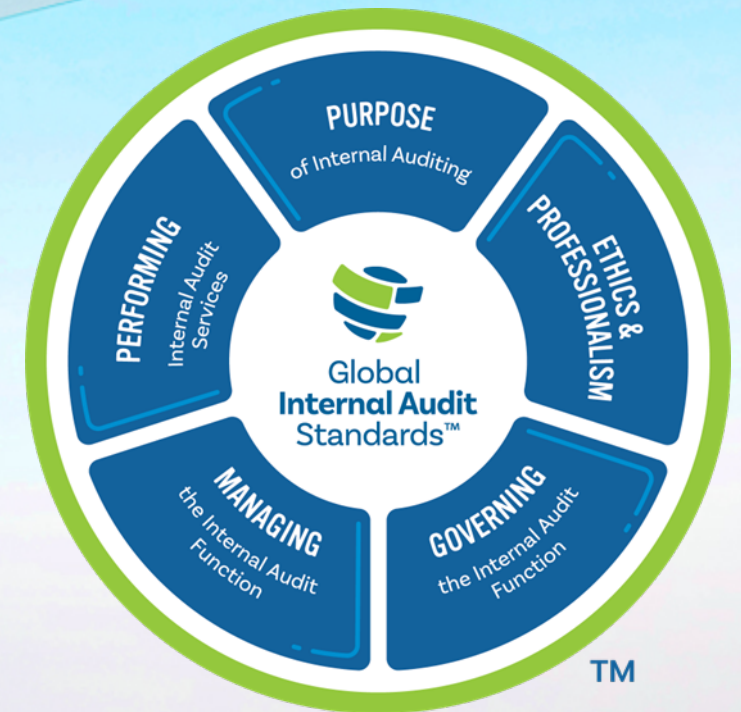 PURPOSE
of Internal Auditing
ETHICS &
PROFESSIONALISM
GOVERNING
the Internal Audit
Function
MANAGING
the Internal Audit
Function
PERFORMING
Internal Audit
Services
Global
Internal Audit
Standards™
TM